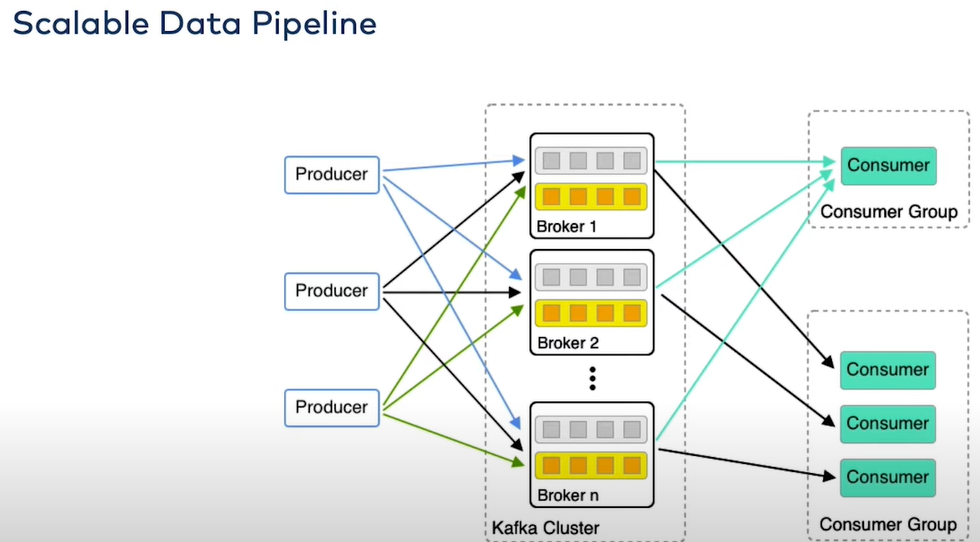 Scalable Data Pipeline
Producer
Producer
Producer
Broker 1
Broker 2
Broker n
Kafka Cluster
Consumer
Consumer Group
Consumer
Consumer
Consumer
Consumer Group